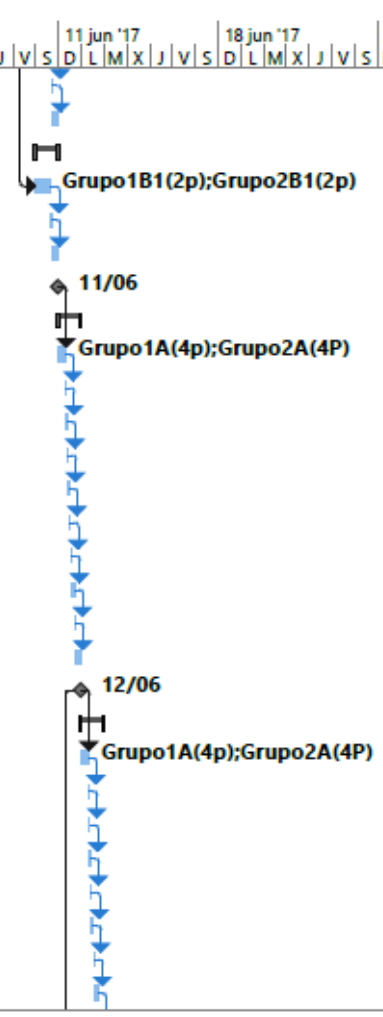 11 jun '17 18 jun '17
J V S D L M X J V S D L M X J V S
Grupo1B1(2p);Grupo2B1(2p)
11/06
Grupo1A(4p);Grupo2A(4P)
12/06
Grupo1A(4p);Grupo2A(4P)